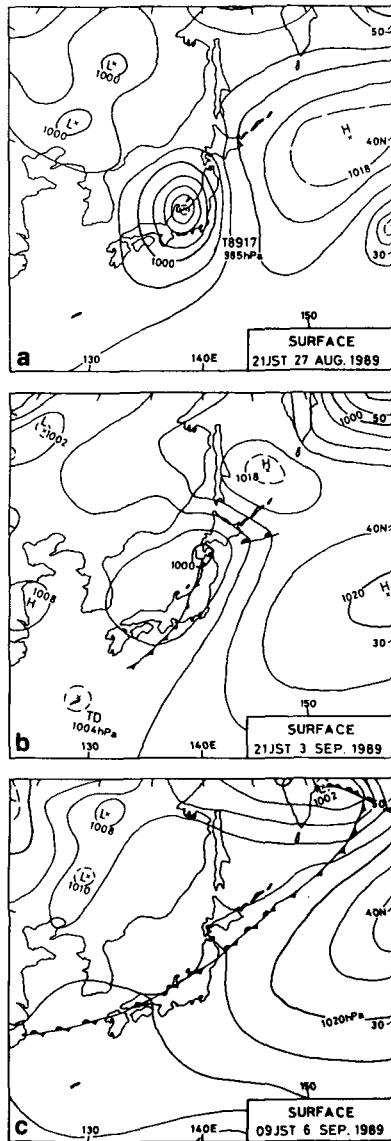 50
L
1000
H
40N
L
1000
1018
1000
T8917
985hPa
30
150
130
140E
SURFACE
21JST 27 AUG. 1989
a
L
1002
1000
50
H
1018
40N
1000
1008
H
1020
H
30
TD
1004hPa
150
130
140E
SURFACE
21JST 3 SEP. 1989
b
L
1002
50
L
1008
L
1010
40N
1020hPa
30
150
130
140E
SURFACE
09JST 6 SEP. 1989
c